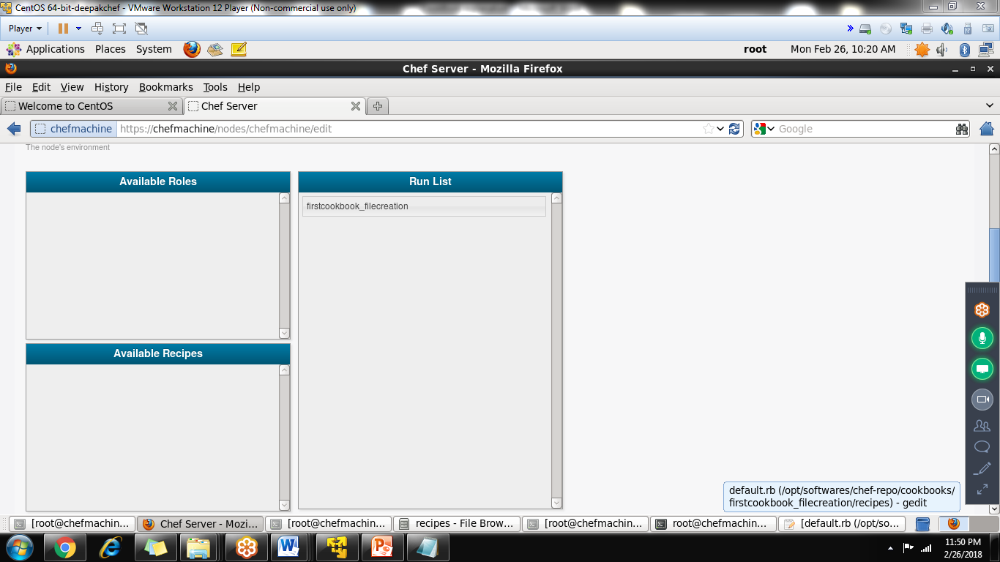 CentOS 64-bit-deepakchef - VMware Workstation 12 Player (Non-commercial use only)
Player
Applications Places System root Mon Feb 26, 10:20 AM
Chef Server - Mozilla Firefox
File Edit View History Bookmarks Tools Help
Welcome to CentOS Chef Server
chefmachine https://chefmachine/nodes/chefmachine/edit Google
The node's environment
Available Roles
Run List
firstcookbook_filecreation
Available Recipes
default.rb (/opt/softwares/chef-repo/cookbooks/
firstcookbook_filecreation/recipes) - gedit
[root@chefmachin... Chef Server - Mozi... [root@chefmachin... recipes - File Brow... [root@chefmachin... root@chefmachin... [default.rb (/opt/so...
11:50 PM
2/26/2018